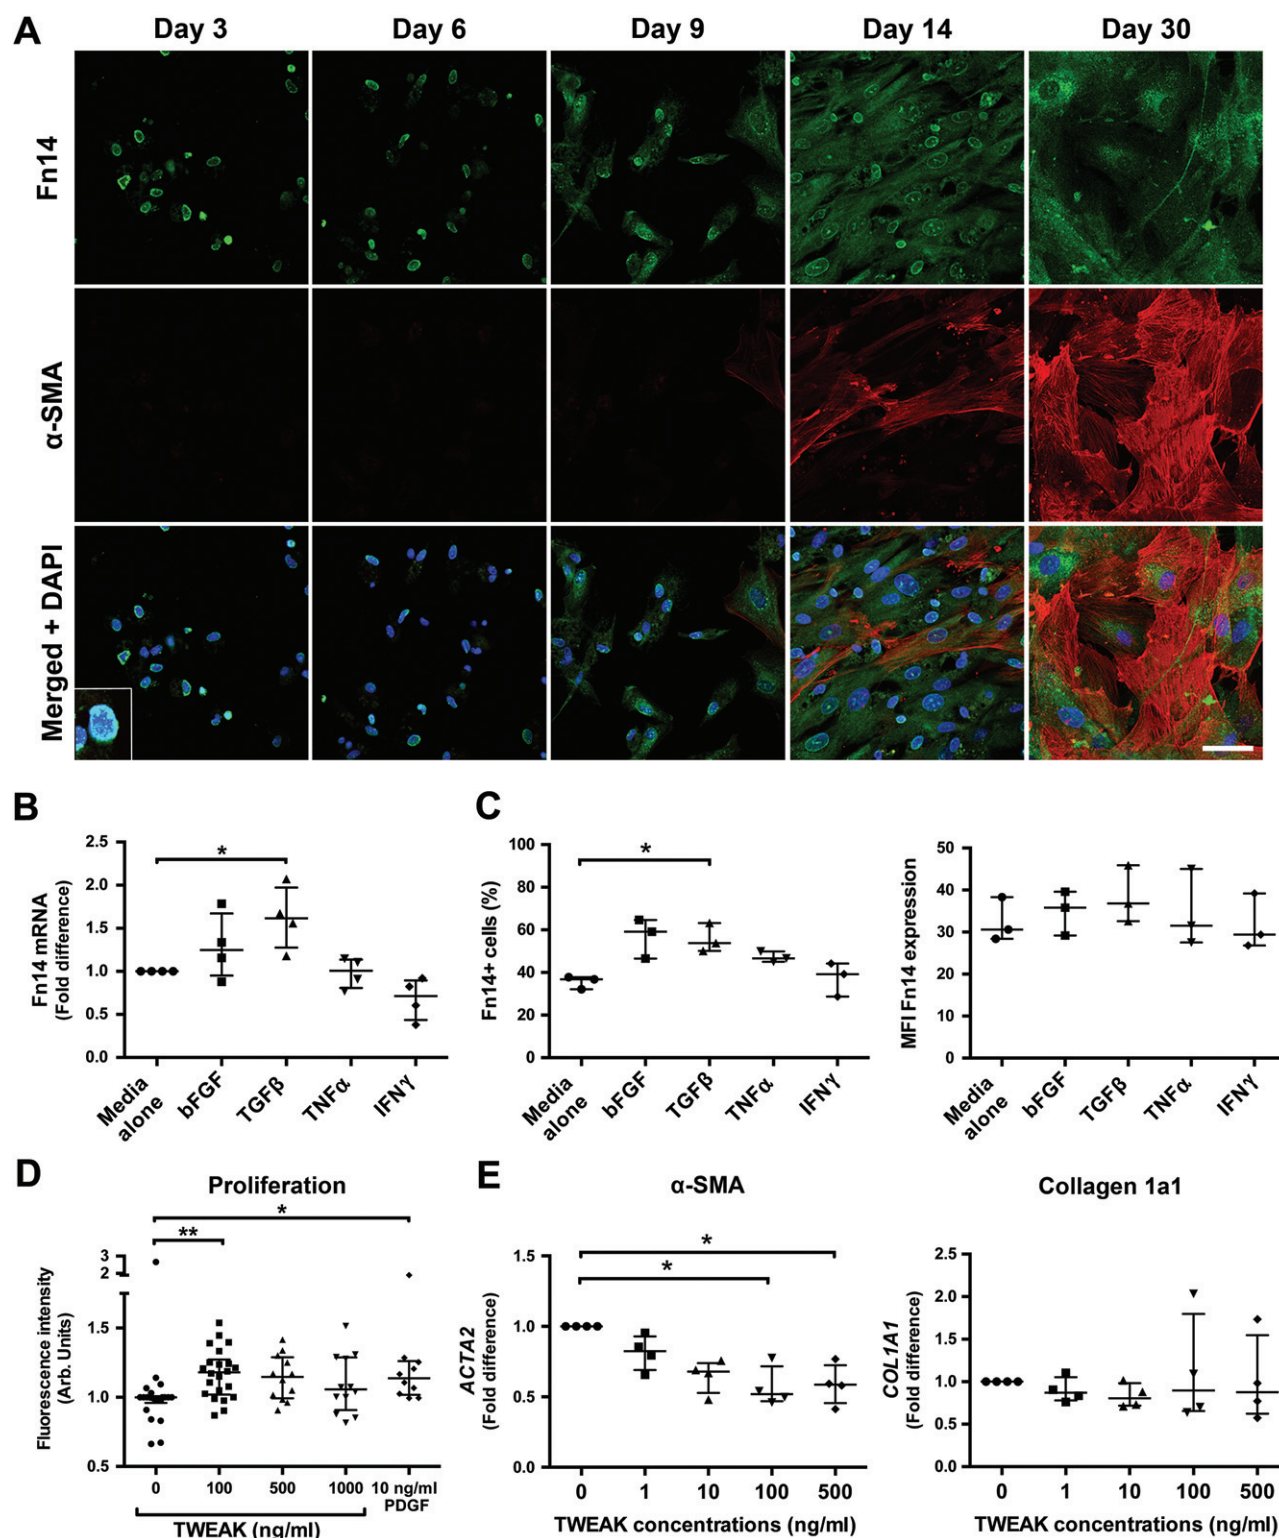 A
Day 3
Day 6
Day 9
Day 14
Day 30
Fn14
α-SMA
Merged + DAPI
B
Fn14 mRNA
(Fold difference)
2.5
2.0
1.5
1.0
0.5
0.0
*
Media
alone
bFGF
TGFβ
TNFα
IFNγ
C
Fn14+ cells (%)
100
80
60
40
20
0
*
Media
alone
bFGF
TGFβ
TNFα
IFNγ
MFI Fn14 expression
50
40
30
20
10
0
Media
alone
bFGF
TGFβ
TNFα
IFNγ
D
Proliferation
Fluorescence intensity
(Arb. Units)
3
2
1.5
1.0
0.5
*
**
0
100
500
1000
10 ng/ml
PDGF
TWEAK (ng/ml)
E
α-SMA
ACTA2
(Fold difference)
1.5
1.0
0.5
0.0
*
*
0
1
10
100
500
TWEAK concentrations (ng/ml)
Collagen 1a1
COL1A1
(Fold difference)
2.5
2.0
1.5
1.0
0.5
0.0
0
1
10
100
500
TWEAK concentrations (ng/ml)